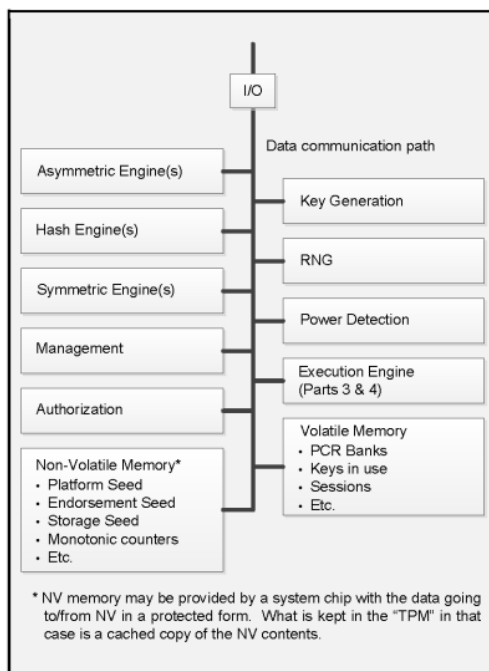 I/O
Data communication path
Asymmetric Engine(s)
Hash Engine(s)
Symmetric Engine(s)
Management
Authorization
Non-Volatile Memory*
• Platform Seed
• Endorsement Seed
• Storage Seed
• Monotonic counters
• Etc.
Key Generation
RNG
Power Detection
Execution Engine
(Parts 3 & 4)
Volatile Memory
• PCR Banks
• Keys in use
• Sessions
• Etc.
* NV memory may be provided by a system chip with the data going
to/from NV in a protected form. What is kept in the “TPM” in that
case is a cached copy of the NV contents.